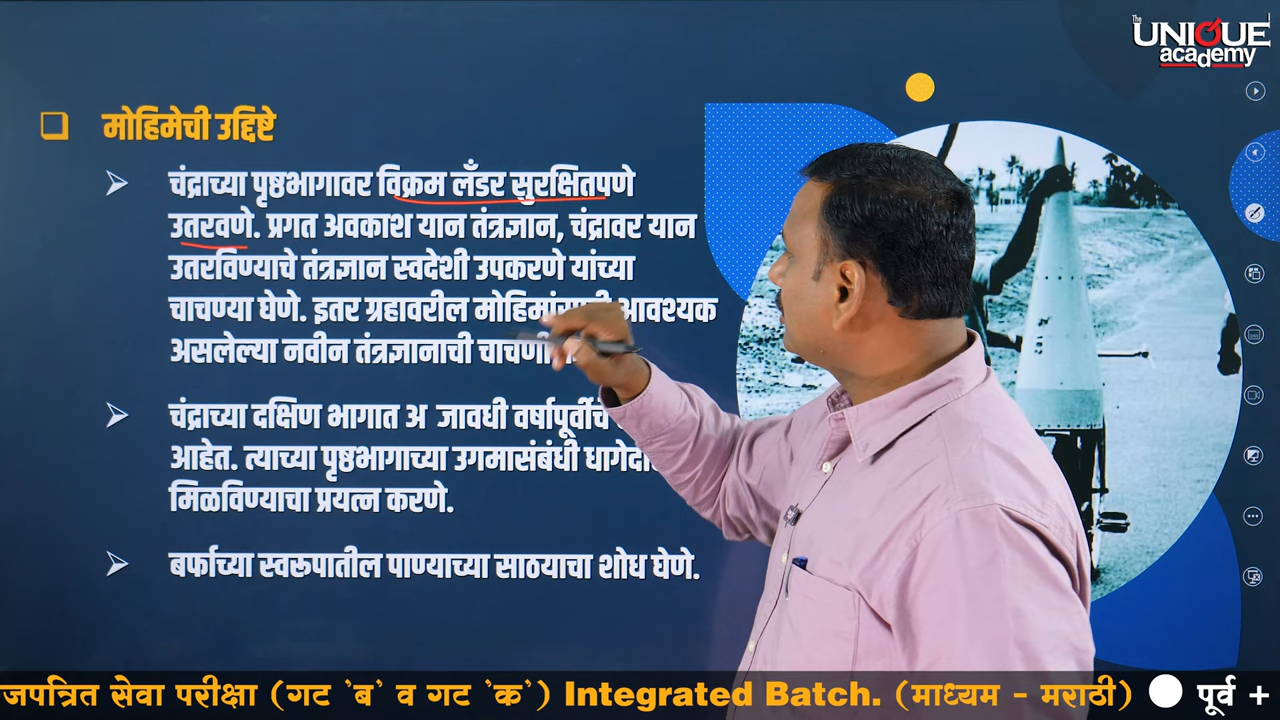 The
UNIQUE
academy
मोहिमेची उद्दिष्टे
चंद्राच्या पृष्ठभागावर विक्रम लँडर सुरक्षितपणे
उतरवणे. प्रगत अवकाश यान तंत्रज्ञान, चंद्रावर यान
उतरविण्याचे तंत्रज्ञान स्वदेशी उपकरणे यांच्या
चाचण्या घेणे. इतर ग्रहावरील आवश्यक
असलेल्या नवीन तंत्रज्ञानाची
चंद्राच्या दक्षिण भागात अ जावधी
आहेत. त्याच्या पृष्ठभागाच्या उगमासंबंधी
मिळविण्याचा प्रयत्न करणे.
बर्फाच्या स्वरूपातील पाण्याच्या साठयाचा शोध घेणे.
जपत्रित सेवा परीक्षा (गट 'ब' व गट 'क') Integrated Batch. (माध्यम - मराठी) पूर्व +